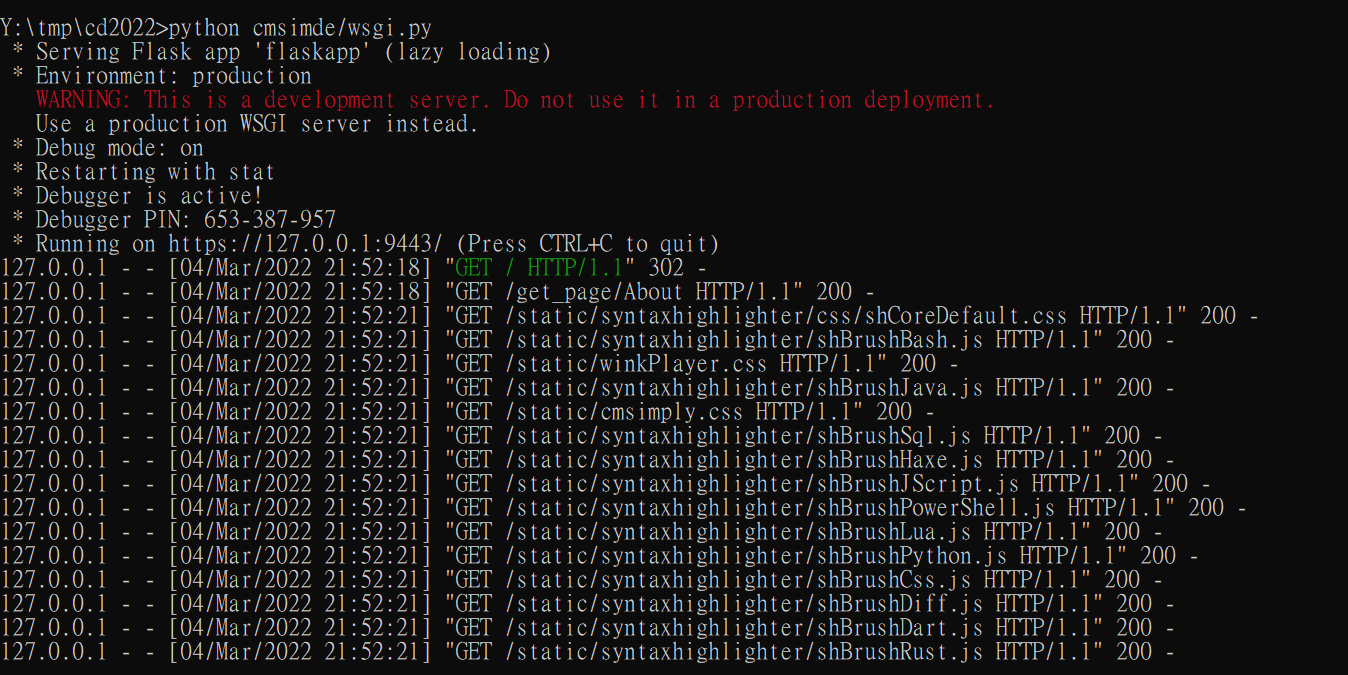 Y:\tmp\cd2022>python cmsimde/wsgi.py
 * Serving Flask app 'flaskapp' (lazy loading)
 * Environment: production
   WARNING: This is a development server. Do not use it in a production deployment.
   Use a production WSGI server instead.
 * Debug mode: on
 * Restarting with stat
 * Debugger is active!
 * Debugger PIN: 653-387-957
 * Running on https://127.0.0.1:9443/ (Press CTRL+C to quit)
127.0.0.1 - - [04/Mar/2022 21:52:18] "GET / HTTP/1.1" 302 -
127.0.0.1 - - [04/Mar/2022 21:52:18] "GET /get_page/About HTTP/1.1" 200 -
127.0.0.1 - - [04/Mar/2022 21:52:21] "GET /static/syntaxhighlighter/css/shCoreDefault.css HTTP/1.1" 200 -
127.0.0.1 - - [04/Mar/2022 21:52:21] "GET /static/syntaxhighlighter/shBrushBash.js HTTP/1.1" 200 -
127.0.0.1 - - [04/Mar/2022 21:52:21] "GET /static/winkPlayer.css HTTP/1.1" 200 -
127.0.0.1 - - [04/Mar/2022 21:52:21] "GET /static/syntaxhighlighter/shBrushJava.js HTTP/1.1" 200 -
127.0.0.1 - - [04/Mar/2022 21:52:21] "GET /static/cmsimply.css HTTP/1.1" 200 -
127.0.0.1 - - [04/Mar/2022 21:52:21] "GET /static/syntaxhighlighter/shBrushSql.js HTTP/1.1" 200 -
127.0.0.1 - - [04/Mar/2022 21:52:21] "GET /static/syntaxhighlighter/shBrushHaxe.js HTTP/1.1" 200 -
127.0.0.1 - - [04/Mar/2022 21:52:21] "GET /static/syntaxhighlighter/shBrushJScript.js HTTP/1.1" 200 -
127.0.0.1 - - [04/Mar/2022 21:52:21] "GET /static/syntaxhighlighter/shBrushPowerShell.js HTTP/1.1" 200 -
127.0.0.1 - - [04/Mar/2022 21:52:21] "GET /static/syntaxhighlighter/shBrushLua.js HTTP/1.1" 200 -
127.0.0.1 - - [04/Mar/2022 21:52:21] "GET /static/syntaxhighlighter/shBrushPython.js HTTP/1.1" 200 -
127.0.0.1 - - [04/Mar/2022 21:52:21] "GET /static/syntaxhighlighter/shBrushCss.js HTTP/1.1" 200 -
127.0.0.1 - - [04/Mar/2022 21:52:21] "GET /static/syntaxhighlighter/shBrushDiff.js HTTP/1.1" 200 -
127.0.0.1 - - [04/Mar/2022 21:52:21] "GET /static/syntaxhighlighter/shBrushDart.js HTTP/1.1" 200 -
127.0.0.1 - - [04/Mar/2022 21:52:21] "GET /static/syntaxhighlighter/shBrushRust.js HTTP/1.1" 200 -